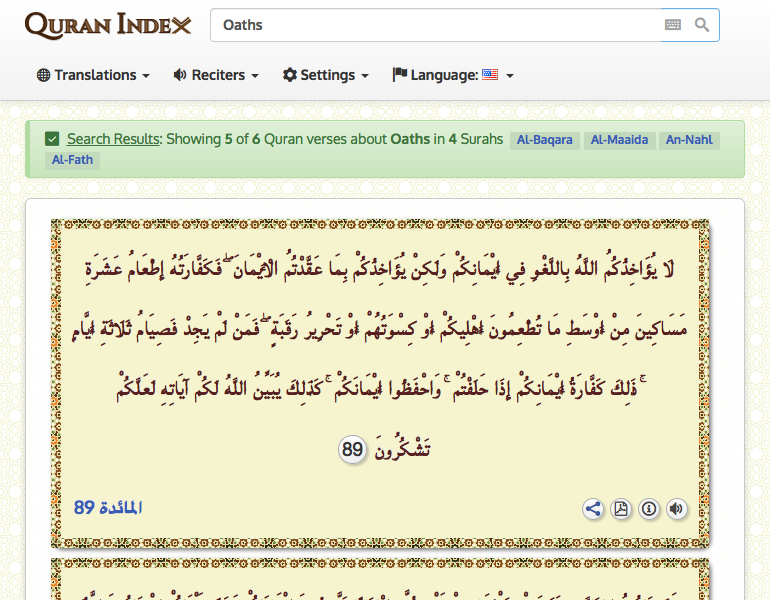 QURAN INDEX
Oaths
Translations
Reciters
Settings
Language:
Search Results: Showing 5 of 6 Quran verses about Oaths in 4 Surahs Al-Baqara Al-Maaida An-Nahl
Al-Fath
لَا يُؤَاخِذُكُمُ اللَّهُ بِاللَّغْوِ فِي أَيْمَانِكُمْ وَلَٰكِنْ يُؤَاخِذُكُمْ بِمَا عَقَّدْتُمُ الْأَيْمَانَ ۖ فَكَفَّارَتُهُ إِطْعَامُ عَشَرَةِ
مَسَاكِينَ مِنْ أَوْسَطِ مَا تُطْعِمُونَ أَهْلِيكُمْ أَوْ كِسْوَتُهُمْ أَوْ تَحْرِيرُ رَقَبَةٍ ۖ فَمَنْ لَمْ يَجِدْ فَصِيَامُ ثَلَاثَةِ أَيَّامٍ
ۚ ذَٰلِكَ كَفَّارَةُ أَيْمَانِكُمْ إِذَا حَلَفْتُمْ ۚ وَاحْفَظُوا أَيْمَانَكُمْ ۚ كَذَٰلِكَ يُبَيِّنُ اللَّهُ لَكُمْ آيَاتِهِ لَعَلَّكُمْ
تَشْكُرُونَ 89
المائدة 89